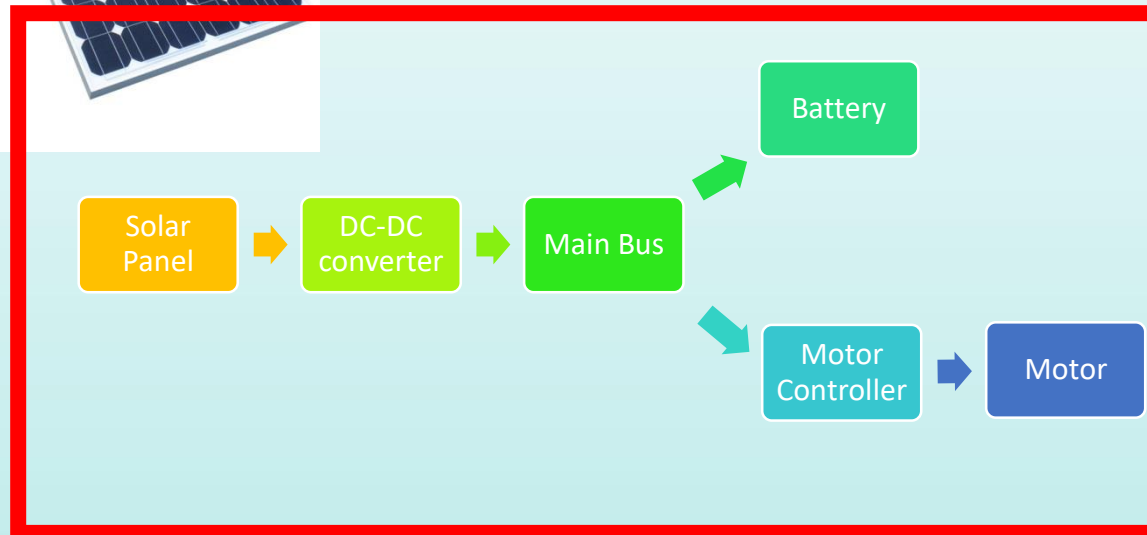 Battery
Solar
Panel
DC-DC
converter
Main Bus
Motor
Controller
Motor